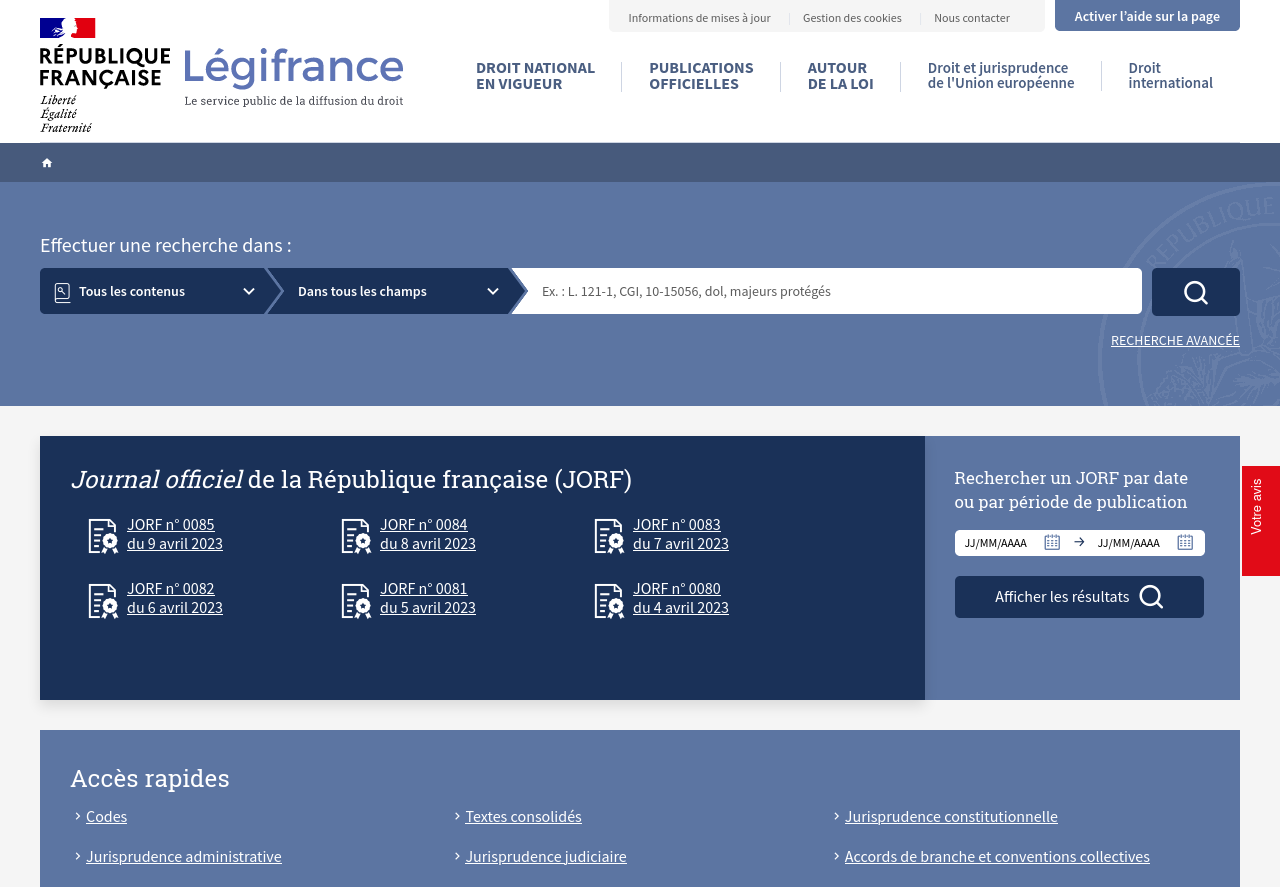 Informations de mises à jour
Gestion des cookies
Nous contacter
Activer l'aide sur la page
RÉPUBLIQUE
FRANÇAISE
Liberté
Égalité
Fraternité
Légifrance
Le service public de la diffusion du droit
DROIT NATIONAL
EN VIGUEUR
PUBLICATIONS
OFFICIELLES
AUTOUR
DE LA LOI
Droit et jurisprudence
de l'Union européenne
Droit
international
Effectuer une recherche dans :
Tous les contenus
Dans tous les champs
Ex. : L. 121-1, CGI, 10-15056, dol, majeurs protégés
RECHERCHE AVANCÉE
REPUBLIQUE
Journal officiel de la République française (JORF)
JORF n° 0085
du 9 avril 2023
JORF n° 0084
du 8 avril 2023
JORF n° 0083
du 7 avril 2023
JORF n° 0082
du 6 avril 2023
JORF n° 0081
du 5 avril 2023
JORF n° 0080
du 4 avril 2023
Rechercher un JORF par date
ou par période de publication
JJ/MM/AAAA
JJ/MM/AAAA
Afficher les résultats
Votre avis
Accès rapides
Codes
Textes consolidés
Jurisprudence constitutionnelle
Jurisprudence administrative
Jurisprudence judiciaire
Accords de branche et conventions collectives